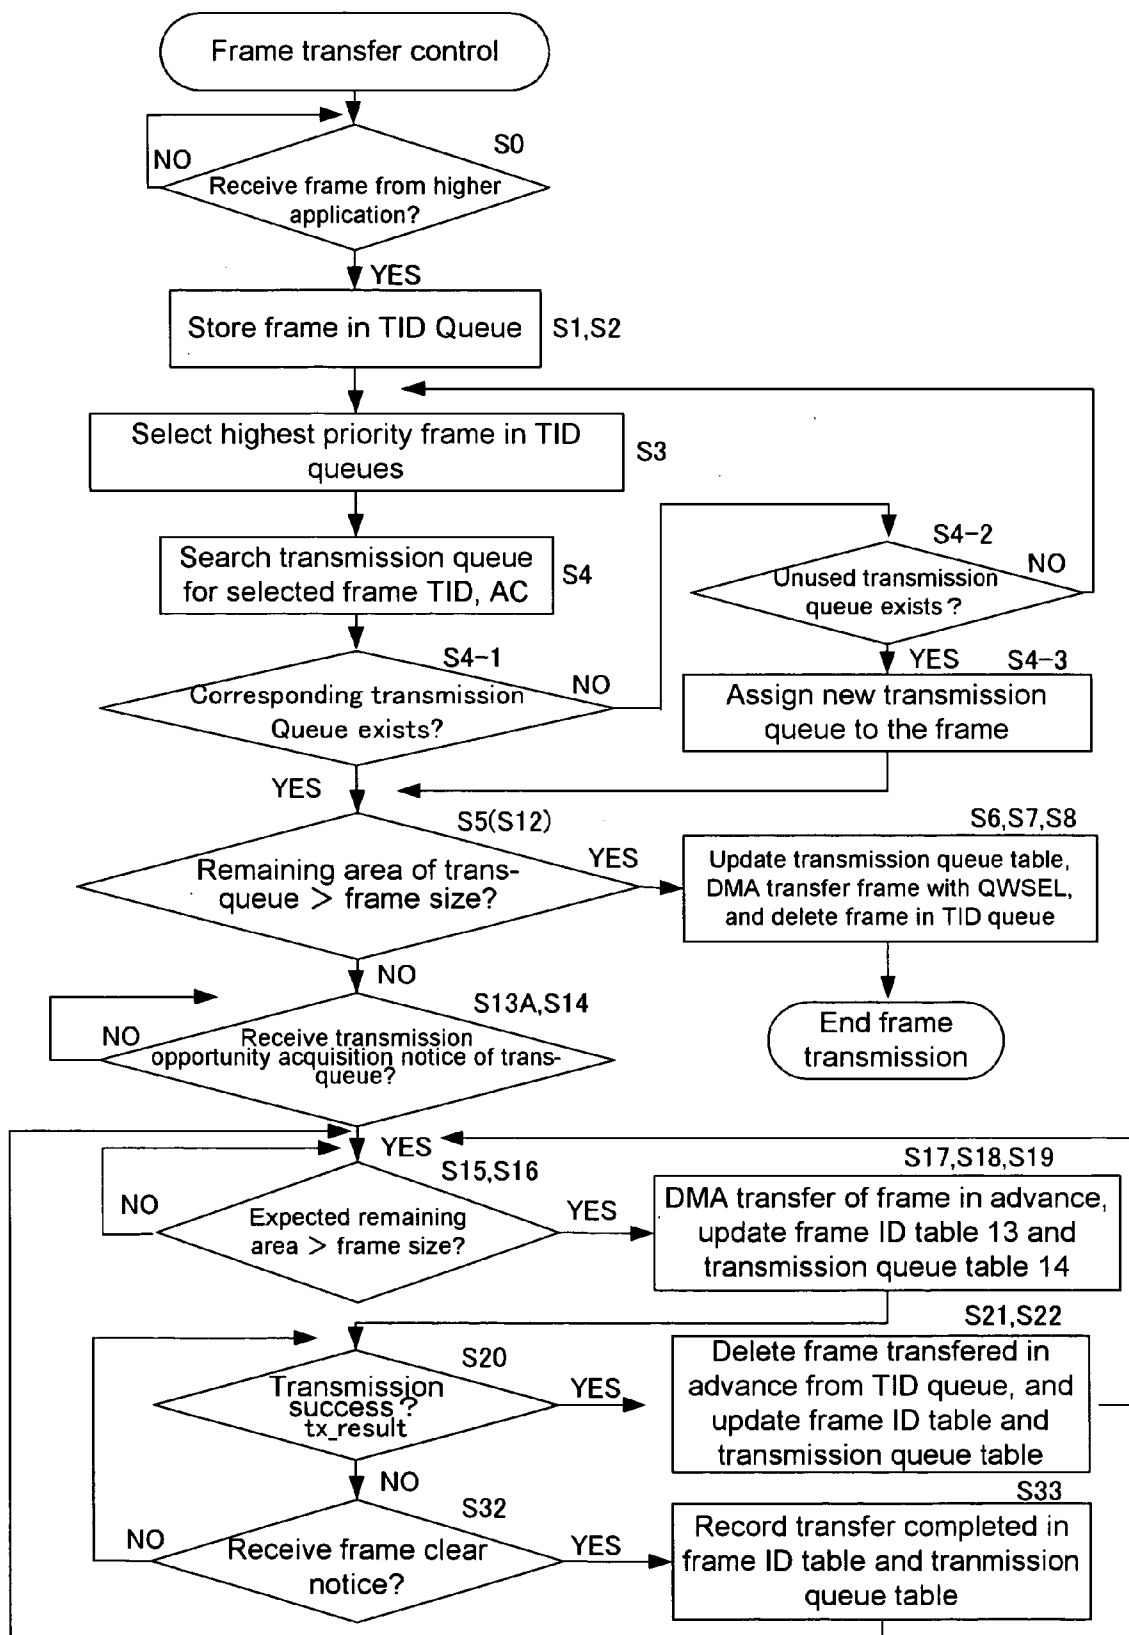 Frame transfer control
S0
NO
Receive frame from higher
application?
YES
Store frame in TID Queue
S1,S2
Select highest priority frame in TID
queues
S3
Search transmission queue
for selected frame TID, AC
S4
S4-2
NO
Unused transmission
queue exists?
S4-1
NO
Corresponding transmission
Queue exists?
YES
S4-3
Assign new transmission
queue to the frame
YES
S5(S12)
Remaining area of trans-
queue > frame size?
YES
S6,S7,S8
Update transmission queue table,
DMA transfer frame with QWSEL,
and delete frame in TID queue
NO
S13A,S14
NO
Receive transmission
opportunity acquisition notice of trans-
queue?
End frame
transmission
YES
S15,S16
NO
Expected remaining
area > frame size?
YES
S17,S18,S19
DMA transfer of frame in advance,
update frame ID table 13 and
transmission queue table 14
S20
Transmission
success?
tx_result
YES
S21,S22
Delete frame transfered in
advance from TID queue, and
update frame ID table and
transmission queue table
NO
S32
NO
Receive frame clear
notice?
YES
S33
Record transfer completed in
frame ID table and tranmission
queue table